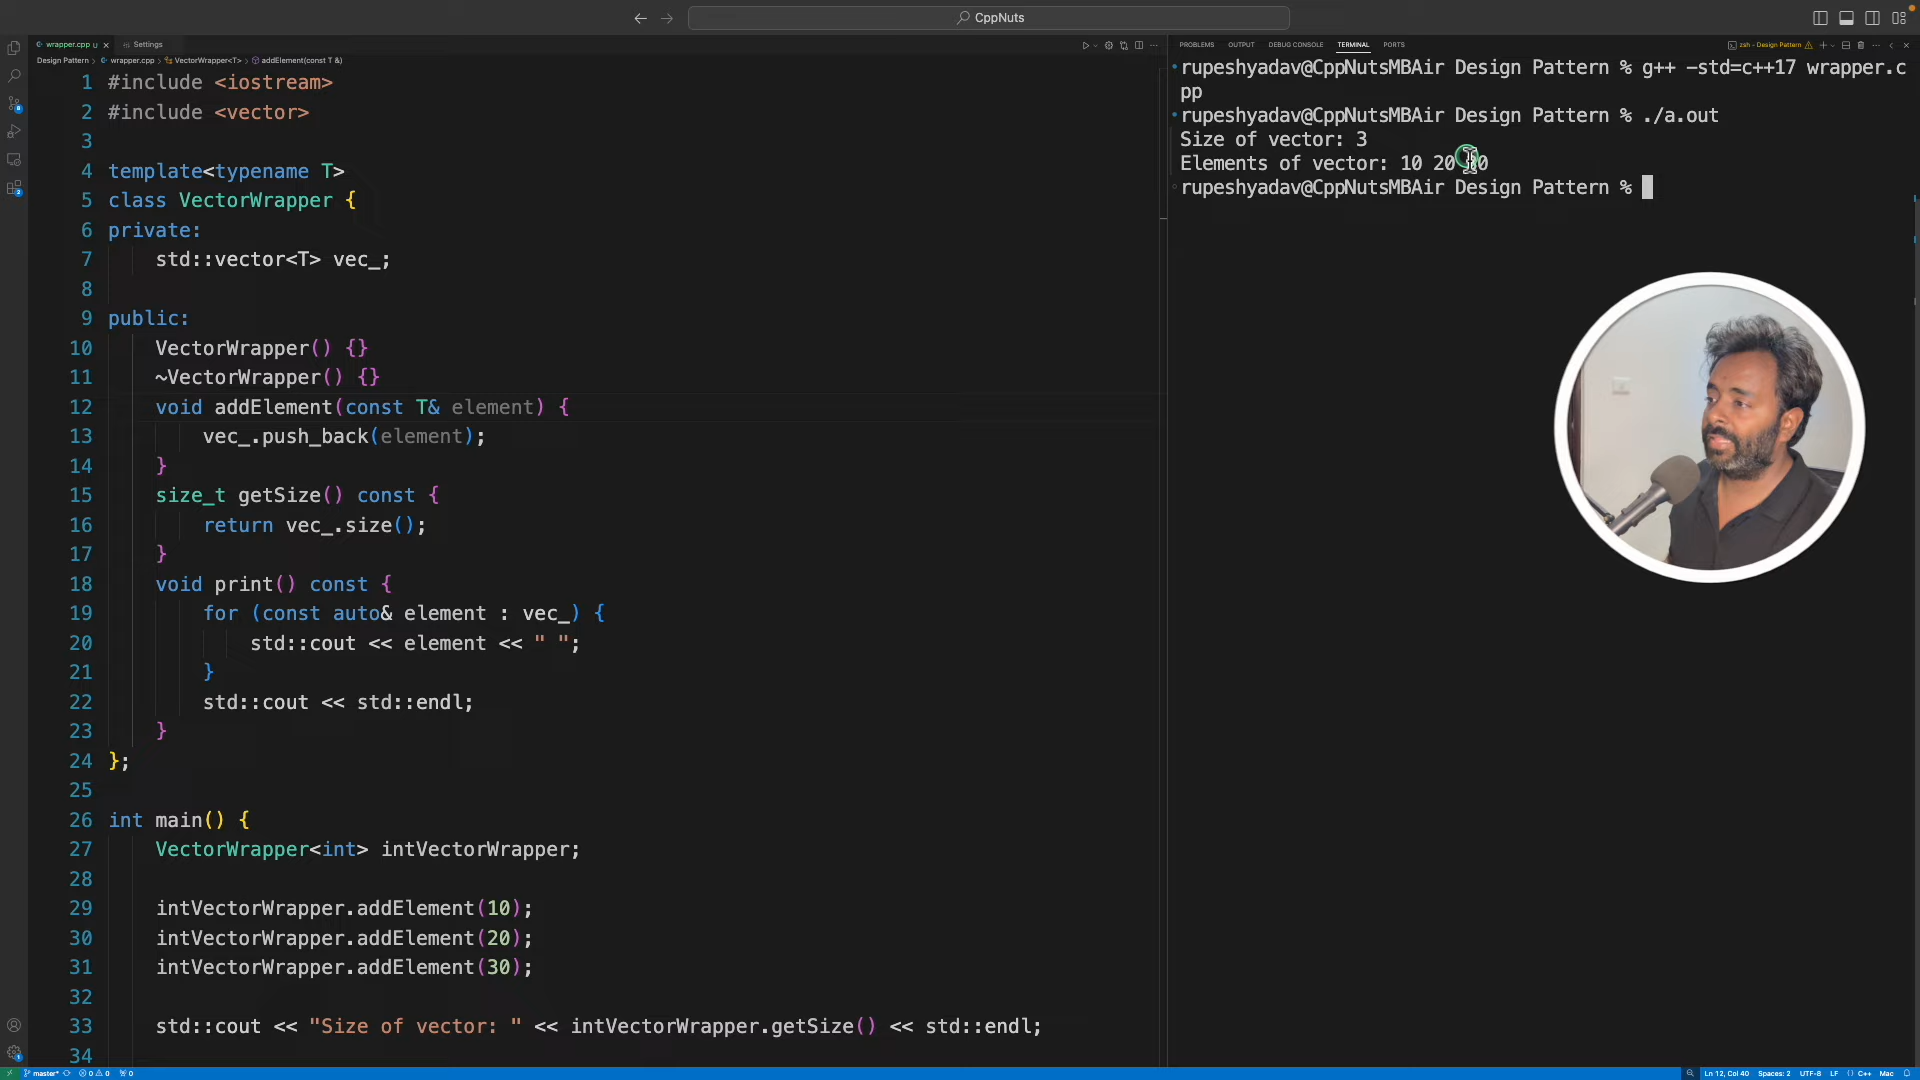 CppNuts
wrapper.cpp U
Settings
Design Pattern > wrapper.cpp > VectorWrapper<T> > addElement(const T &)
1 #include <iostream>
2 #include <vector>
3
4 template<typename T>
5 class VectorWrapper {
6 private:
7 std::vector<T> vec_;
8
9 public:
10 VectorWrapper() {}
11 ~VectorWrapper() {}
12 void addElement(const T& element) {
13 vec_.push_back(element);
14 }
15 size_t getSize() const {
16 return vec_.size();
17 }
18 void print() const {
19 for (const auto& element : vec_) {
20 std::cout << element << " ";
21 }
22 std::cout << std::endl;
23 }
24 };
25
26 int main() {
27 VectorWrapper<int> intVectorWrapper;
28
29 intVectorWrapper.addElement(10);
30 intVectorWrapper.addElement(20);
31 intVectorWrapper.addElement(30);
32
33 std::cout << "Size of vector: " << intVectorWrapper.getSize() << std::endl;
34
PROBLEMS OUTPUT DEBUG CONSOLE TERMINAL PORTS
zsh - Design Pattern
rupeshyadav@CppNutsMBAir Design Pattern % g++ -std=c++17 wrapper.c
pp
rupeshyadav@CppNutsMBAir Design Pattern % ./a.out
Size of vector: 3
Elements of vector: 10 20 30
rupeshyadav@CppNutsMBAir Design Pattern %
master* 0 0 0
Ln 12, Col 40 Spaces: 2 UTF-8 LF {} C++ Mac